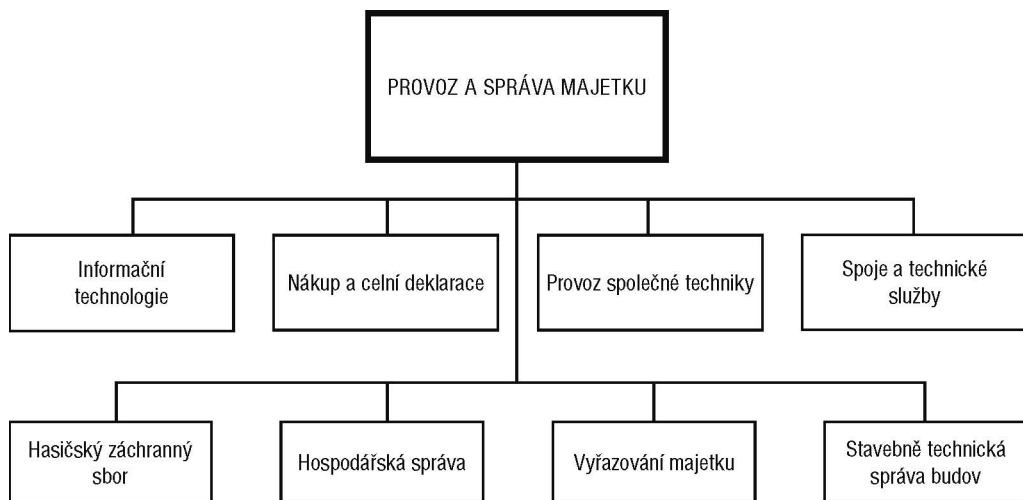 PROVOZ A SPRÁVA MAJETKU
Informační
technologie
Nákup a celní deklarace
Provoz společné techniky
Spoje a technické
služby
Hasičský záchranný
sbor
Hospodářská správa
Vyřazování majetku
Stavebně technická
správa budov